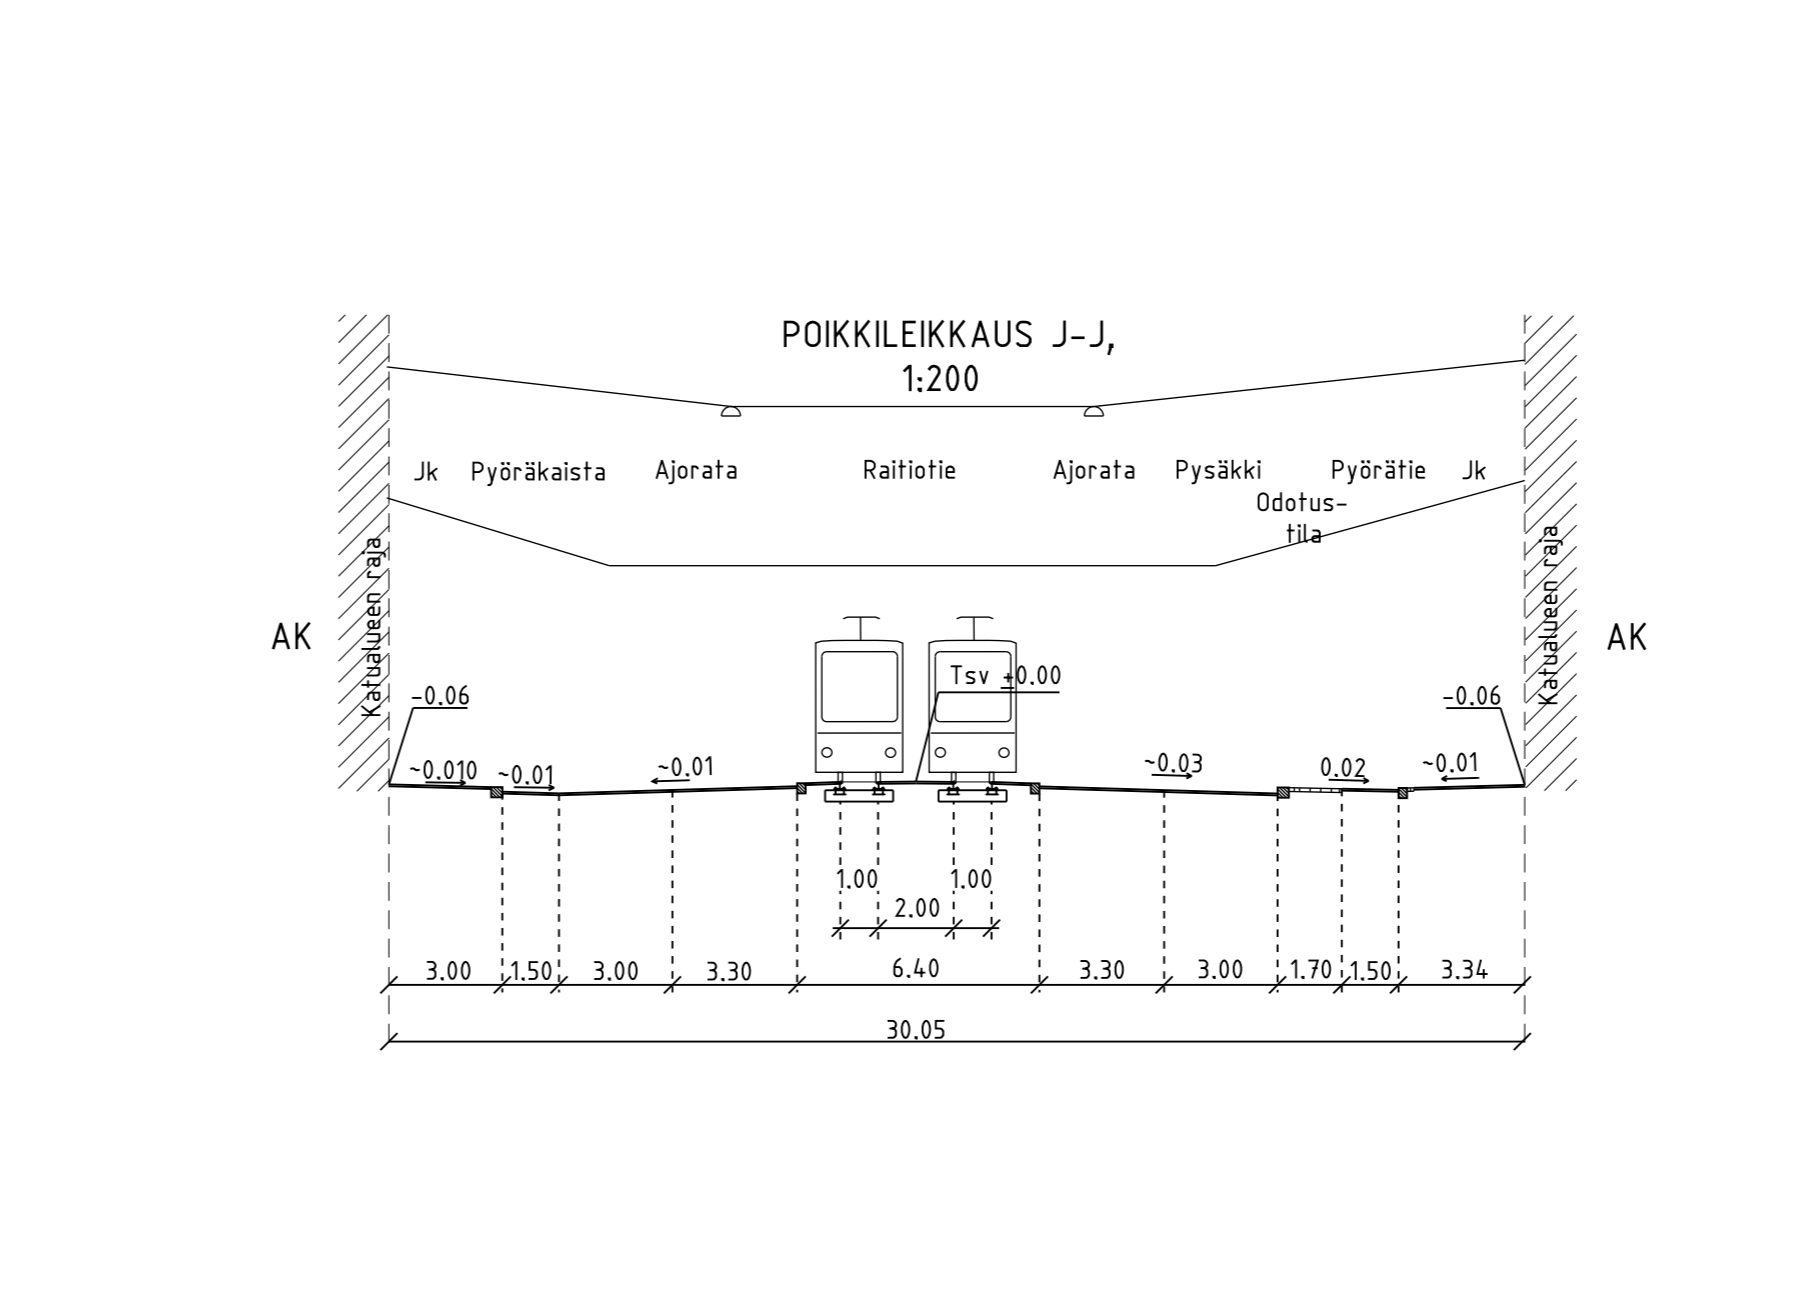 POIKKILEIKKAUS J-J,
1:200
Jk Pyöräkaista Ajorata Raitiotie Ajorata Pysäkki Pyörätie Jk
Odotus-
tila
Katualueen raja
Katualueen raja
AK
AK
Tsv ±0.00
-0.06
-0.06
~0.010 ~0.01 ~0.01 ~0.03 0.02 ~0.01
1.00 1.00
2.00
3.00 1.50 3.00 3.30 6.40 3.30 3.00 1.70 1.50 3.34
30.05